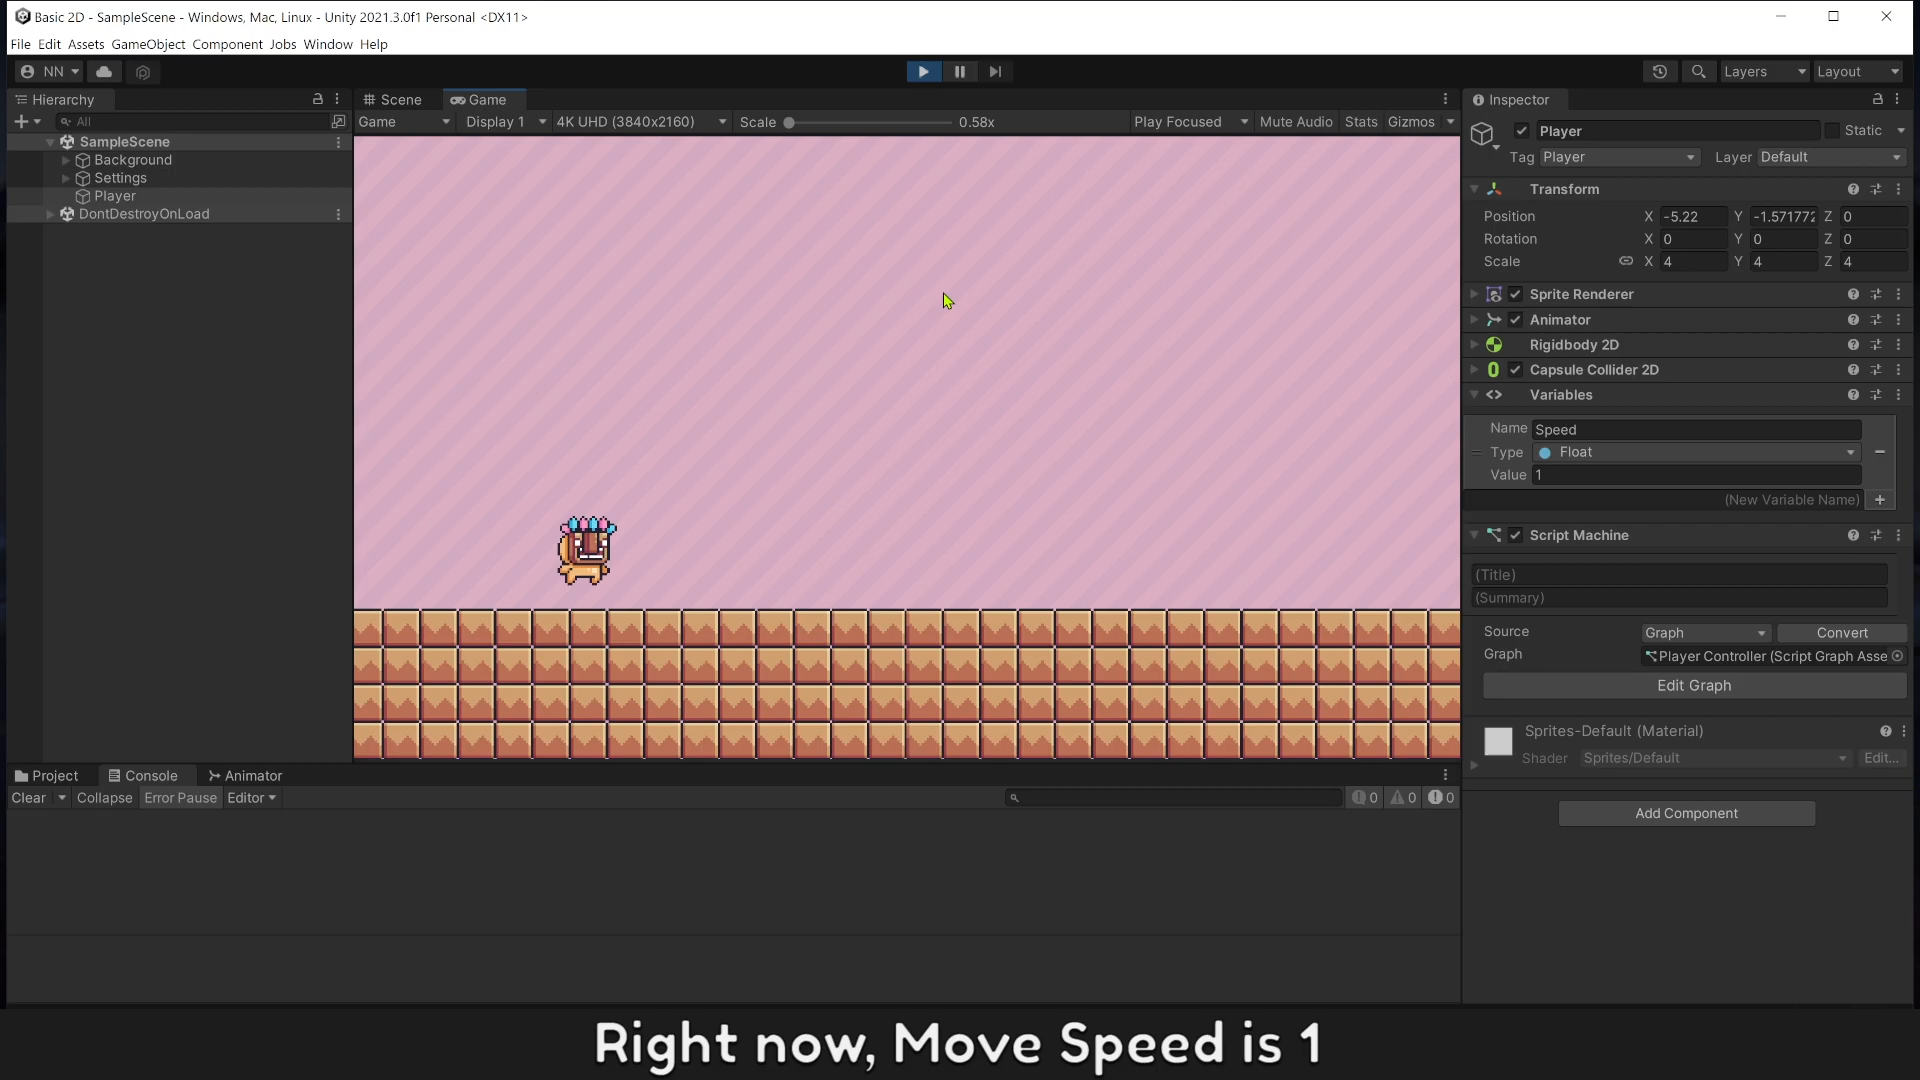 Basic 2D - SampleScene - Windows, Mac, Linux - Unity 2021.3.0f1 Personal <DX11>
File Edit Assets GameObject Component Jobs Window Help
NN Layers Layout
Hierarchy
All
SampleScene
Background
Settings
Player
DontDestroyOnLoad
Scene Game
Game Display 1 4K UHD (3840x2160) Scale 0.58x Play Focused Mute Audio Stats Gizmos
Inspector
Player Static
Tag Player Layer Default
Transform
Position X -5.22 Y -1.571772 Z 0
Rotation X 0 Y 0 Z 0
Scale X 4 Y 4 Z 4
Sprite Renderer
Animator
Rigidbody 2D
Capsule Collider 2D
Variables
Name Speed
Type Float
Value 1
(New Variable Name)
Script Machine
(Title)
(Summary)
Source Graph Convert
Graph Player Controller (Script Graph Asse
Edit Graph
Sprites-Default (Material)
Shader Sprites/Default Edit...
Add Component
Project Console Animator
Clear Collapse Error Pause Editor 0 0 0
Right now, Move Speed is 1